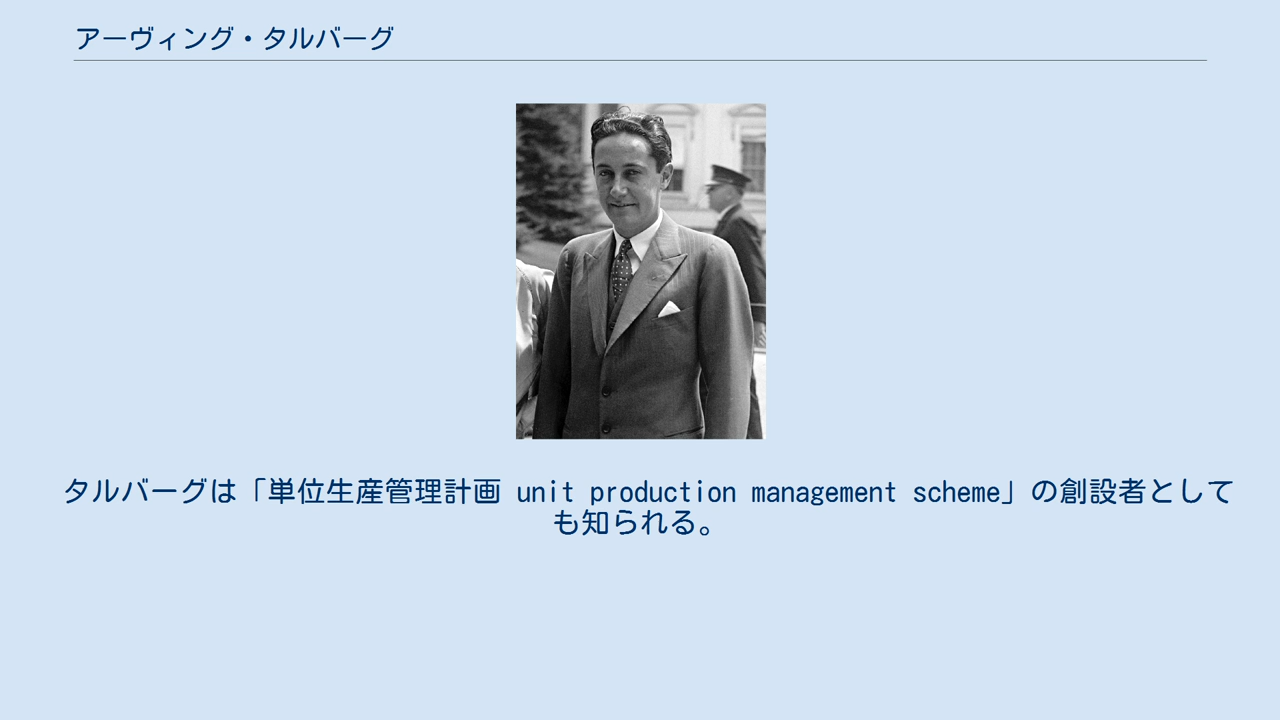 アーヴィング・タルバーグ
タルバーグは「単位生産管理計画 unit production management scheme」の創設者として
も知られる。